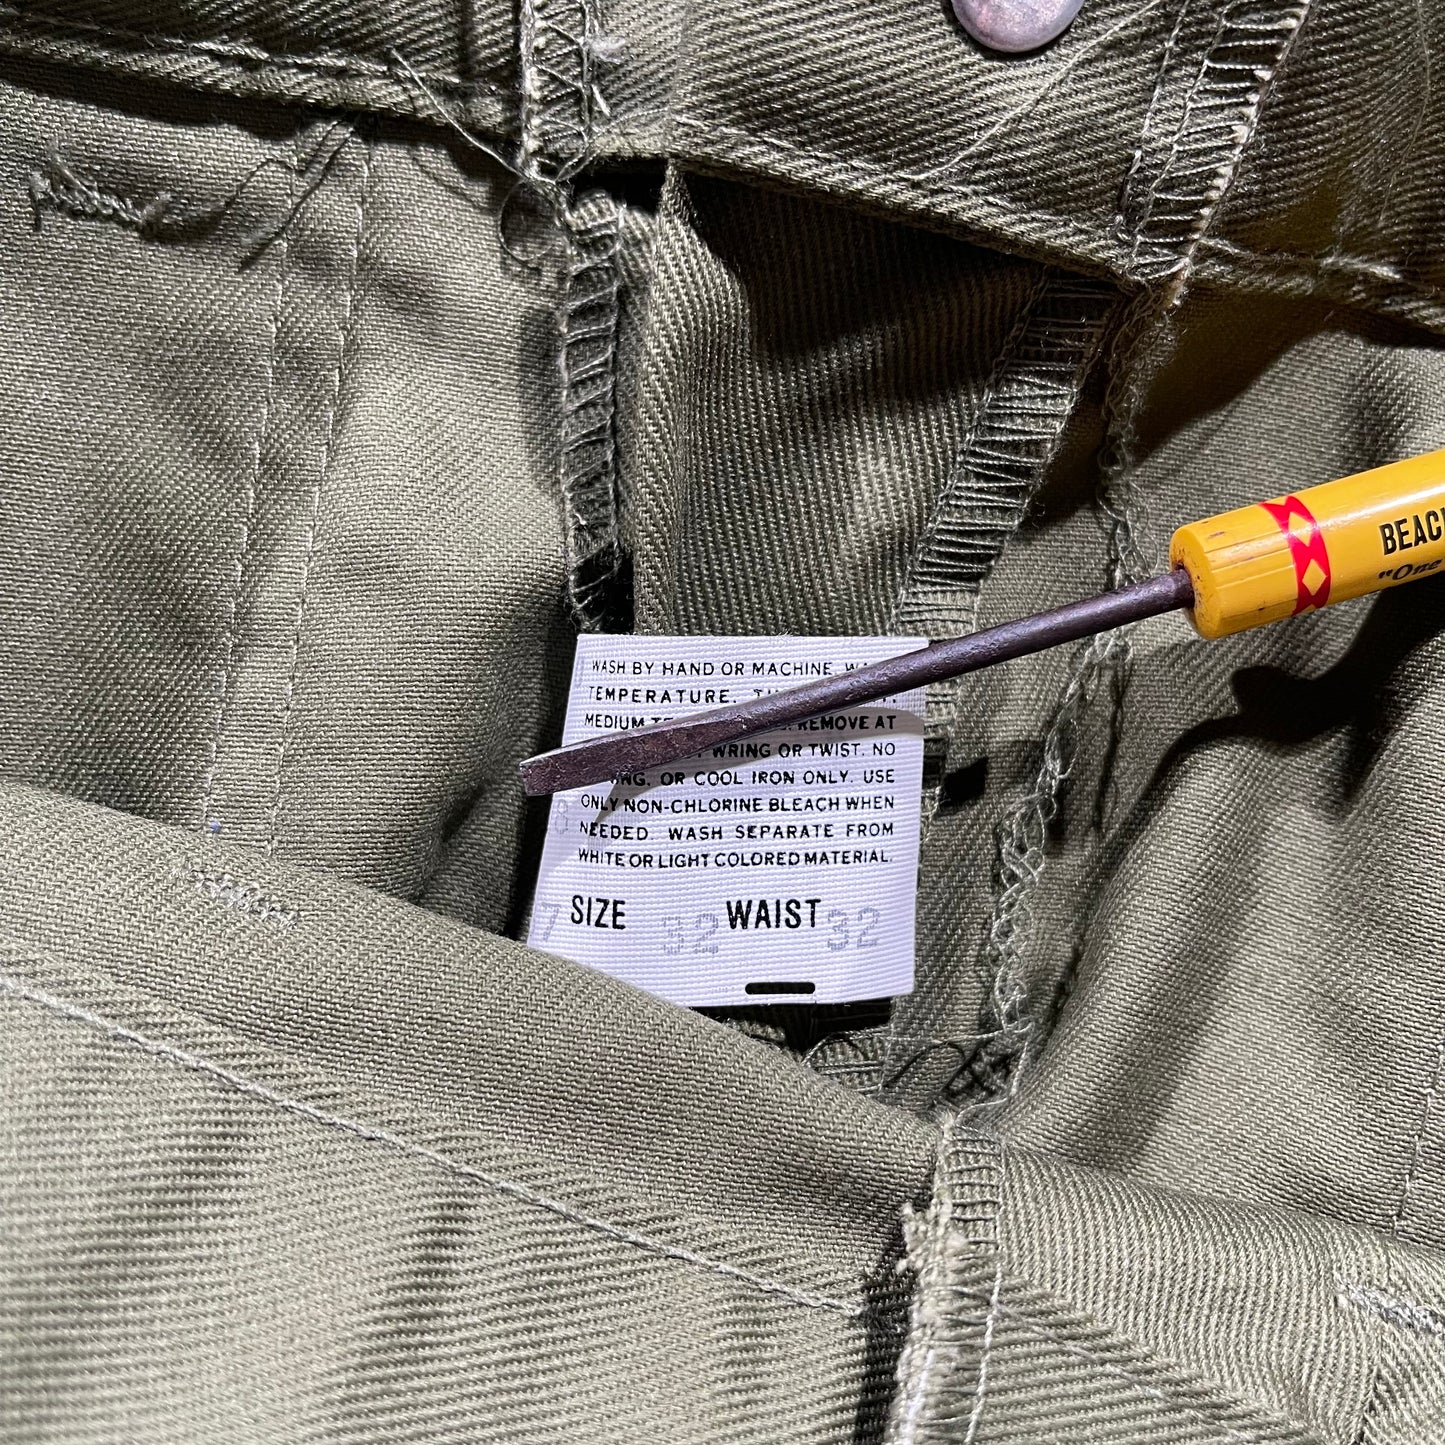 BEAC
"One
WASH BY HAND OR MACHINE.
TEMPERATURE.
MEDIUM REMOVE AT
WRING OR TWIST. NO
OR COOL IRON ONLY. USE
ONLY NON-CHLORINE BLEACH WHEN
NEEDED. WASH SEPARATE FROM
WHITE OR LIGHT COLORED MATERIAL.
7 SIZE 32 WAIST 32